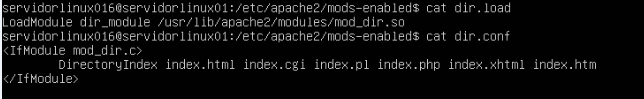 servidorlinux016@servidorlinux01:/etc/apache2/mods-enabled$ cat dir.load
LoadModule dir_module /usr/lib/apache2/modules/mod_dir.so
servidorlinux016@servidorlinux01:/etc/apache2/mods-enabled$ cat dir.conf
<IfModule mod_dir.c>
        DirectoryIndex index.html index.cgi index.pl index.php index.xhtml index.htm
</IfModule>